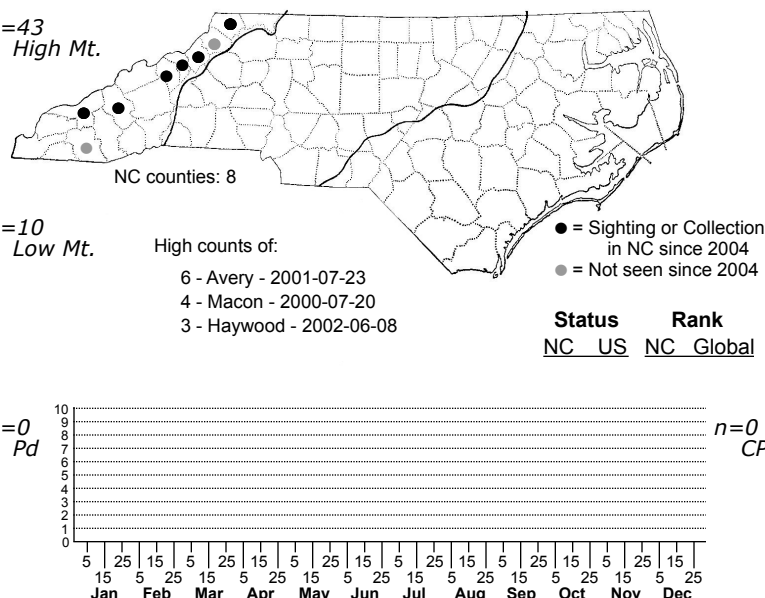 =43
High Mt.
NC counties: 8
=10
Low Mt.
High counts of:
6 - Avery - 2001-07-23
4 - Macon - 2000-07-20
3 - Haywood - 2002-06-08
● = Sighting or Collection
in NC since 2004
● = Not seen since 2004
Status Rank
NC US NC Global
=0
Pd
n=0
CP
10
9
8
7
6
5
4
3
2
1
0
5 25 15 5 25 15 5 25 15 5 25 15 5 25 15 5 25 15
15 5 25 15 5 25 15 5 25 15 5 25 15 5 25 15 5 25
Jan Feb Mar Apr May Jun Jul Aug Sep Oct Nov Dec